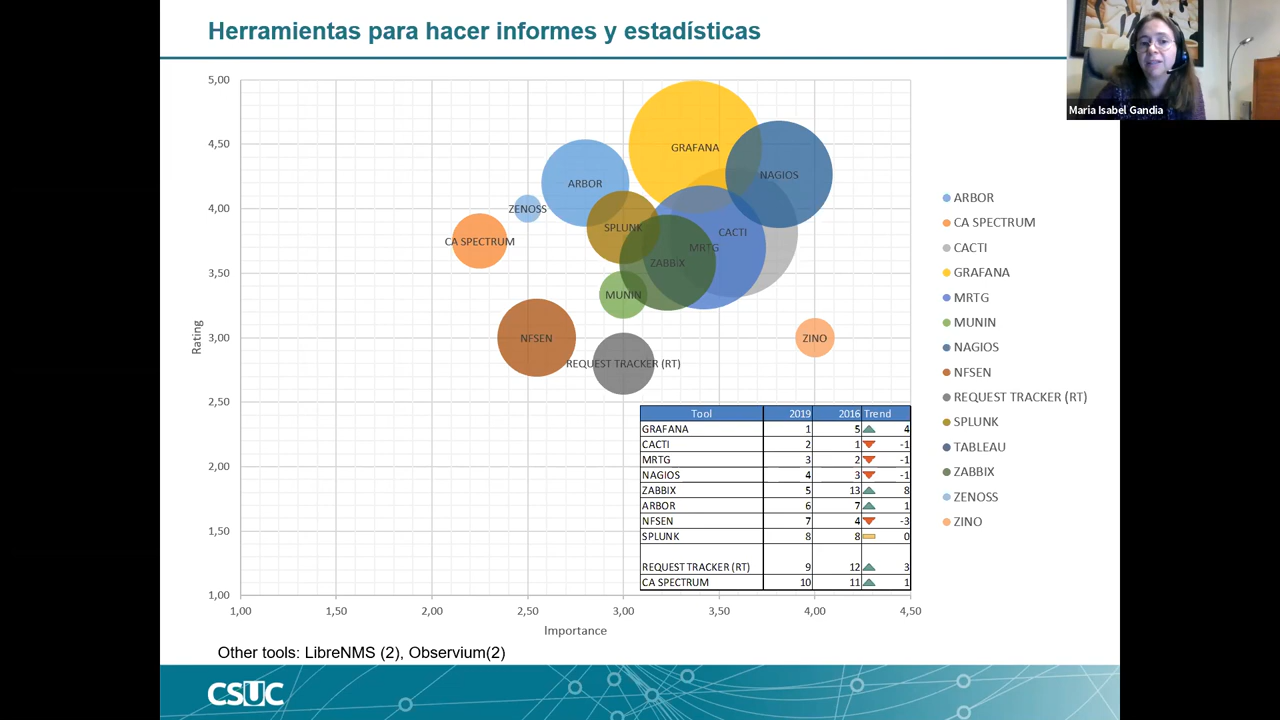 Herramientas para hacer informes y estadísticas
Maria Isabel Gandia
5,00
4,50
4,00
3,50
3,00
2,50
2,00
1,50
1,00
Rating
GRAFANA
NAGIOS
ARBOR
ZENOSS
SPLUNK
CACTI
CA SPECTRUM
MRTG
ZABBIX
MUNIN
NFSEN
ZINO
REQUEST TRACKER (RT)
ARBOR
CA SPECTRUM
CACTI
GRAFANA
MRTG
MUNIN
NAGIOS
NFSEN
REQUEST TRACKER (RT)
SPLUNK
TABLEAU
ZABBIX
ZENOSS
ZINO
Tool 2019 2016 Trend
GRAFANA 1 5 4
CACTI 2 1 -1
MRTG 3 2 -1
NAGIOS 4 3 -1
ZABBIX 5 13 8
ARBOR 6 7 1
NFSEN 7 4 -3
SPLUNK 8 8 0
REQUEST TRACKER (RT) 9 12 3
CA SPECTRUM 10 11 1
1,00 1,50 2,00 2,50 3,00 3,50 4,00 4,50
Importance
Other tools: LibreNMS (2), Observium(2)
CSUC